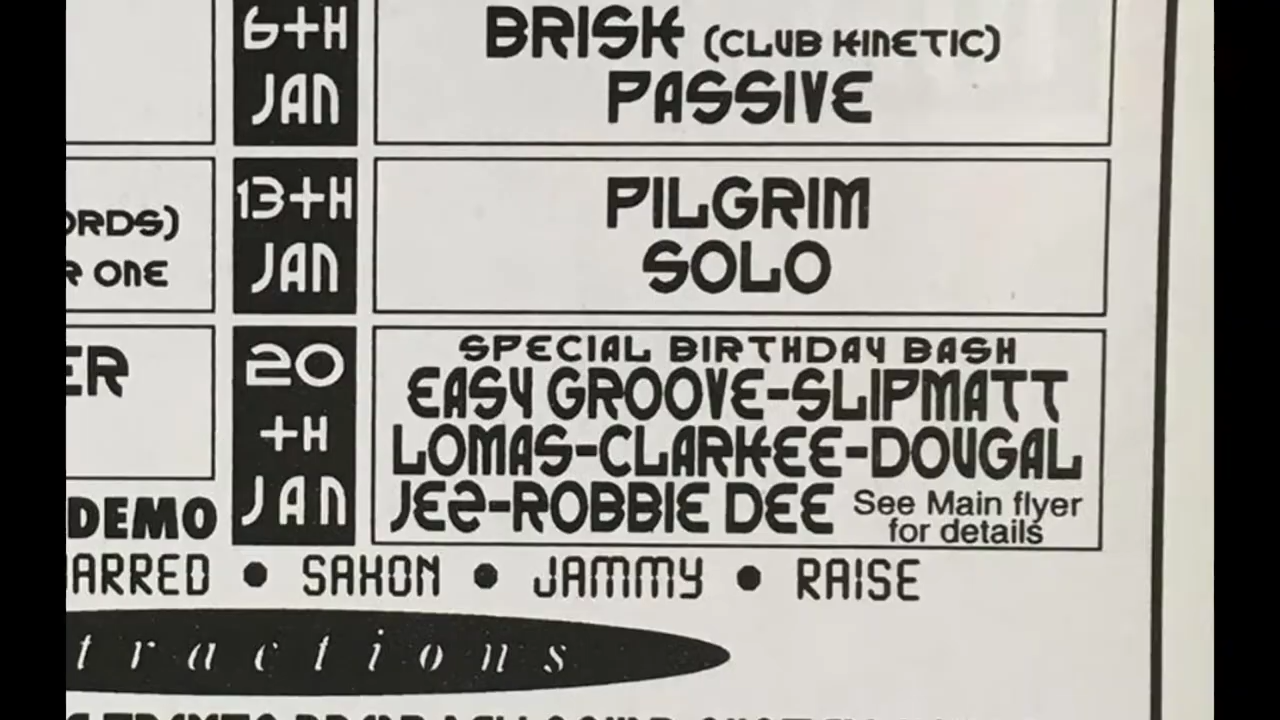 6TH
JAN
BRISK (CLUB KINETIC)
PASSIVE
ORDS)
R ONE
13TH
JAN
PILGRIM
SOLO
ER
20
TH
JAN
SPECIAL BIRTHDAY BASH
EASY GROOVE-SLIPMATT
LOMAS-CLARKEE-DOUGAL
JEZ-ROBBIE DEE See Main flyer
for details
DEMO
ARRED • SAXON • JAMMY • RAISE
tractions